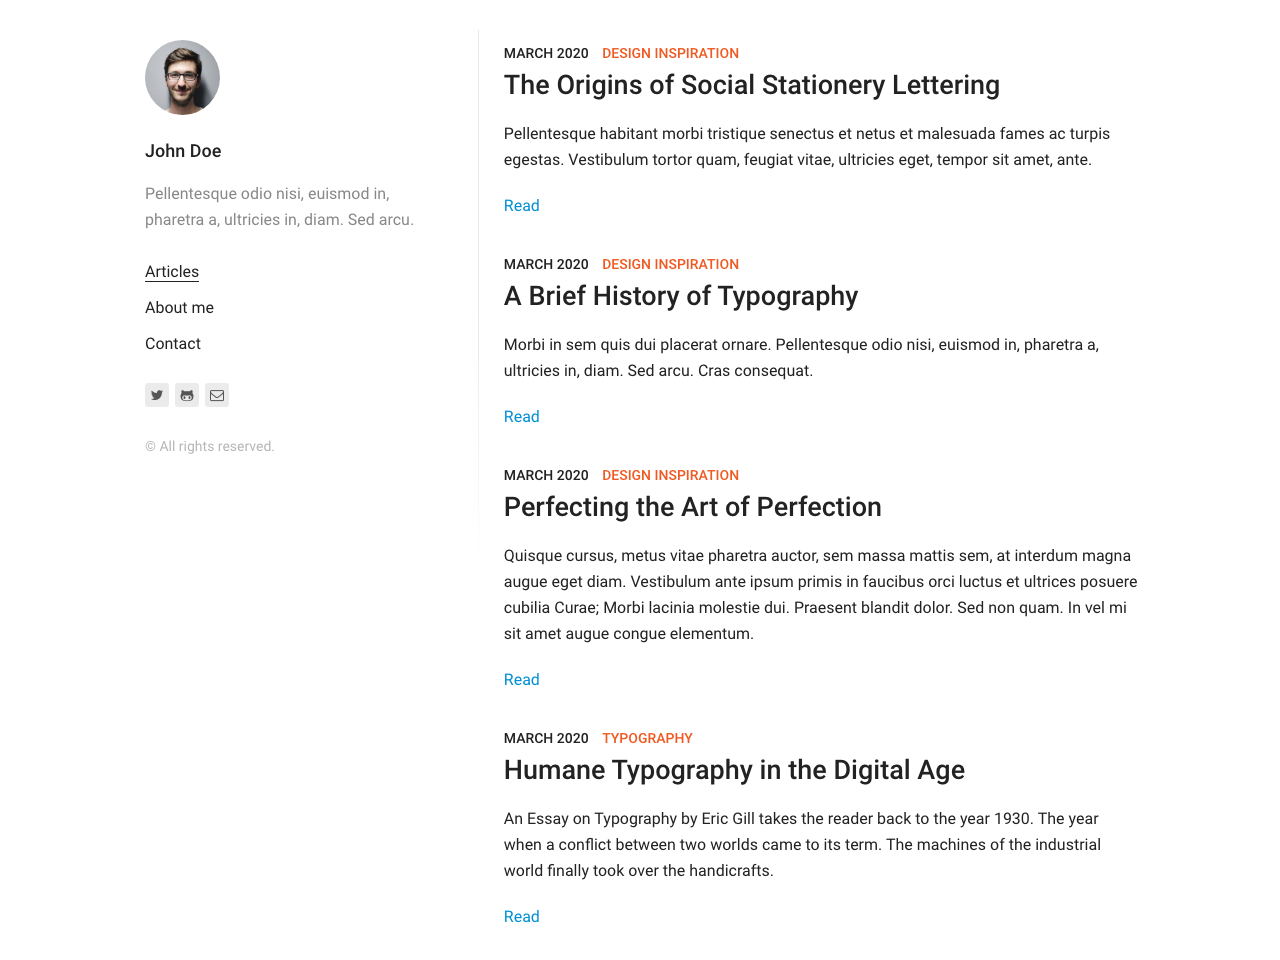 John Doe
Pellentesque odio nisi, euismod in,
pharetra a, ultricies in, diam. Sed arcu.
Articles
About me
Contact
© All rights reserved.
MARCH 2020 DESIGN INSPIRATION
The Origins of Social Stationery Lettering
Pellentesque habitant morbi tristique senectus et netus et malesuada fames ac turpis
egestas. Vestibulum tortor quam, feugiat vitae, ultricies eget, tempor sit amet, ante.
Read
MARCH 2020 DESIGN INSPIRATION
A Brief History of Typography
Morbi in sem quis dui placerat ornare. Pellentesque odio nisi, euismod in, pharetra a,
ultricies in, diam. Sed arcu. Cras consequat.
Read
MARCH 2020 DESIGN INSPIRATION
Perfecting the Art of Perfection
Quisque cursus, metus vitae pharetra auctor, sem massa mattis sem, at interdum magna
augue eget diam. Vestibulum ante ipsum primis in faucibus orci luctus et ultrices posuere
cubilia Curae; Morbi lacinia molestie dui. Praesent blandit dolor. Sed non quam. In vel mi
sit amet augue congue elementum.
Read
MARCH 2020 TYPOGRAPHY
Humane Typography in the Digital Age
An Essay on Typography by Eric Gill takes the reader back to the year 1930. The year
when a conflict between two worlds came to its term. The machines of the industrial
world finally took over the handicrafts.
Read